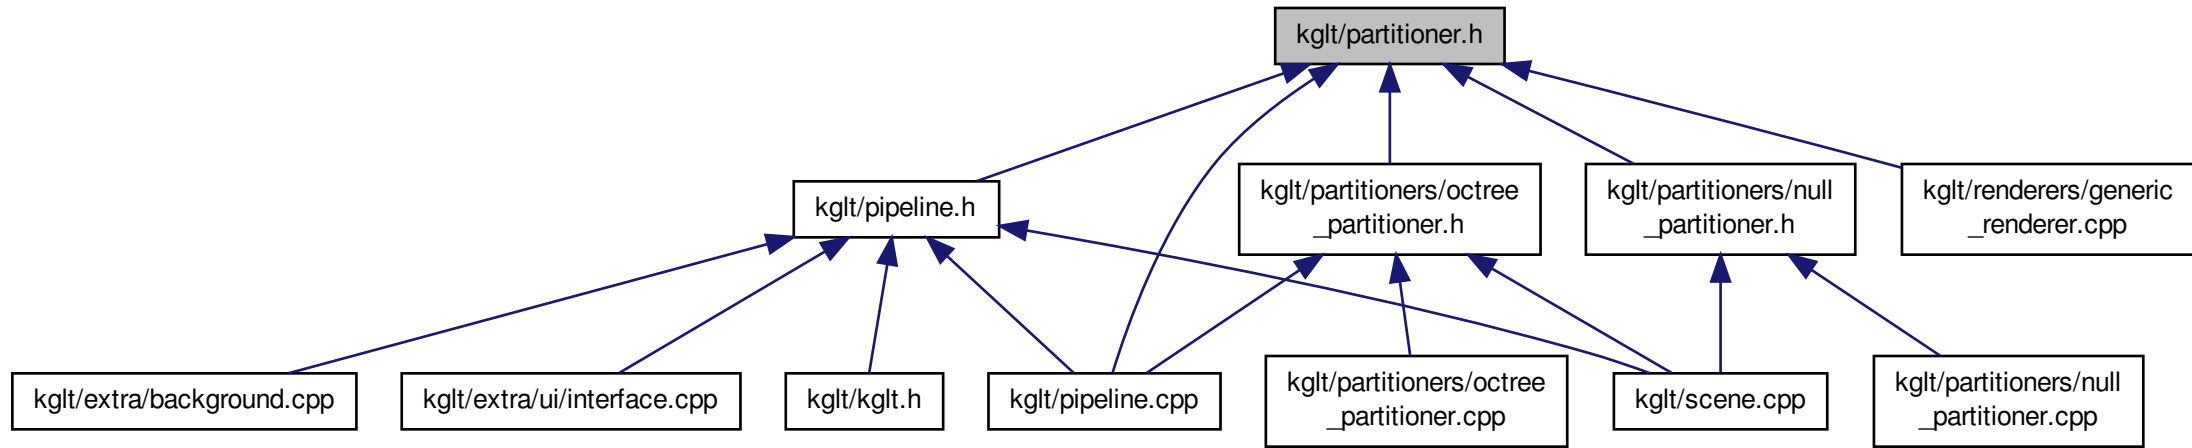 kglt/partitioner.h
kglt/pipeline.h
kglt/partitioners/octree
_partitioner.h
kglt/partitioners/null
_partitioner.h
kglt/renderers/generic
_renderer.cpp
kglt/extra/background.cpp
kglt/extra/ui/interface.cpp
kglt/kglt.h
kglt/pipeline.cpp
kglt/partitioners/octree
_partitioner.cpp
kglt/scene.cpp
kglt/partitioners/null
_partitioner.cpp